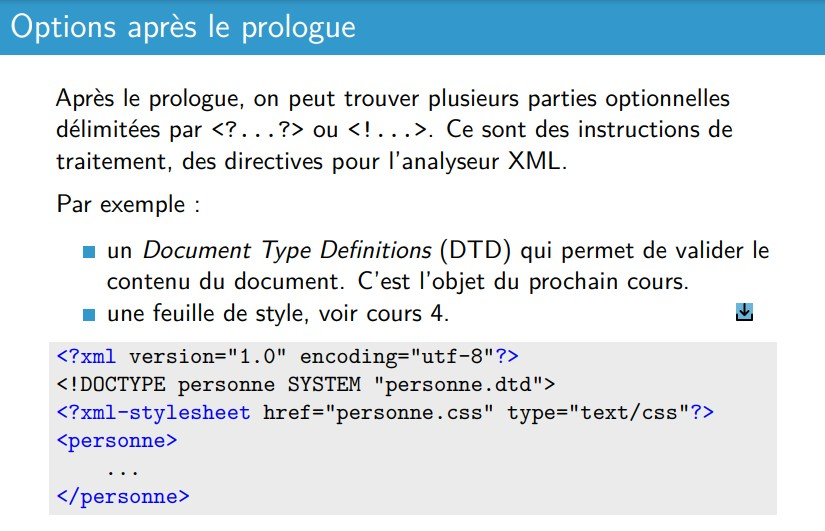 Options après le prologue
Après le prologue, on peut trouver plusieurs parties optionnelles
délimitées par <?...?> ou <!...>. Ce sont des instructions de
traitement, des directives pour l'analyseur XML.
Par exemple :
un Document Type Definitions (DTD) qui permet de valider le
contenu du document. C'est l'objet du prochain cours.
une feuille de style, voir cours 4.
<?xml version="1.0" encoding="utf-8"?>
<!DOCTYPE personne SYSTEM "personne.dtd">
<?xml-stylesheet href="personne.css" type="text/css"?>
<personne>
...
</personne>